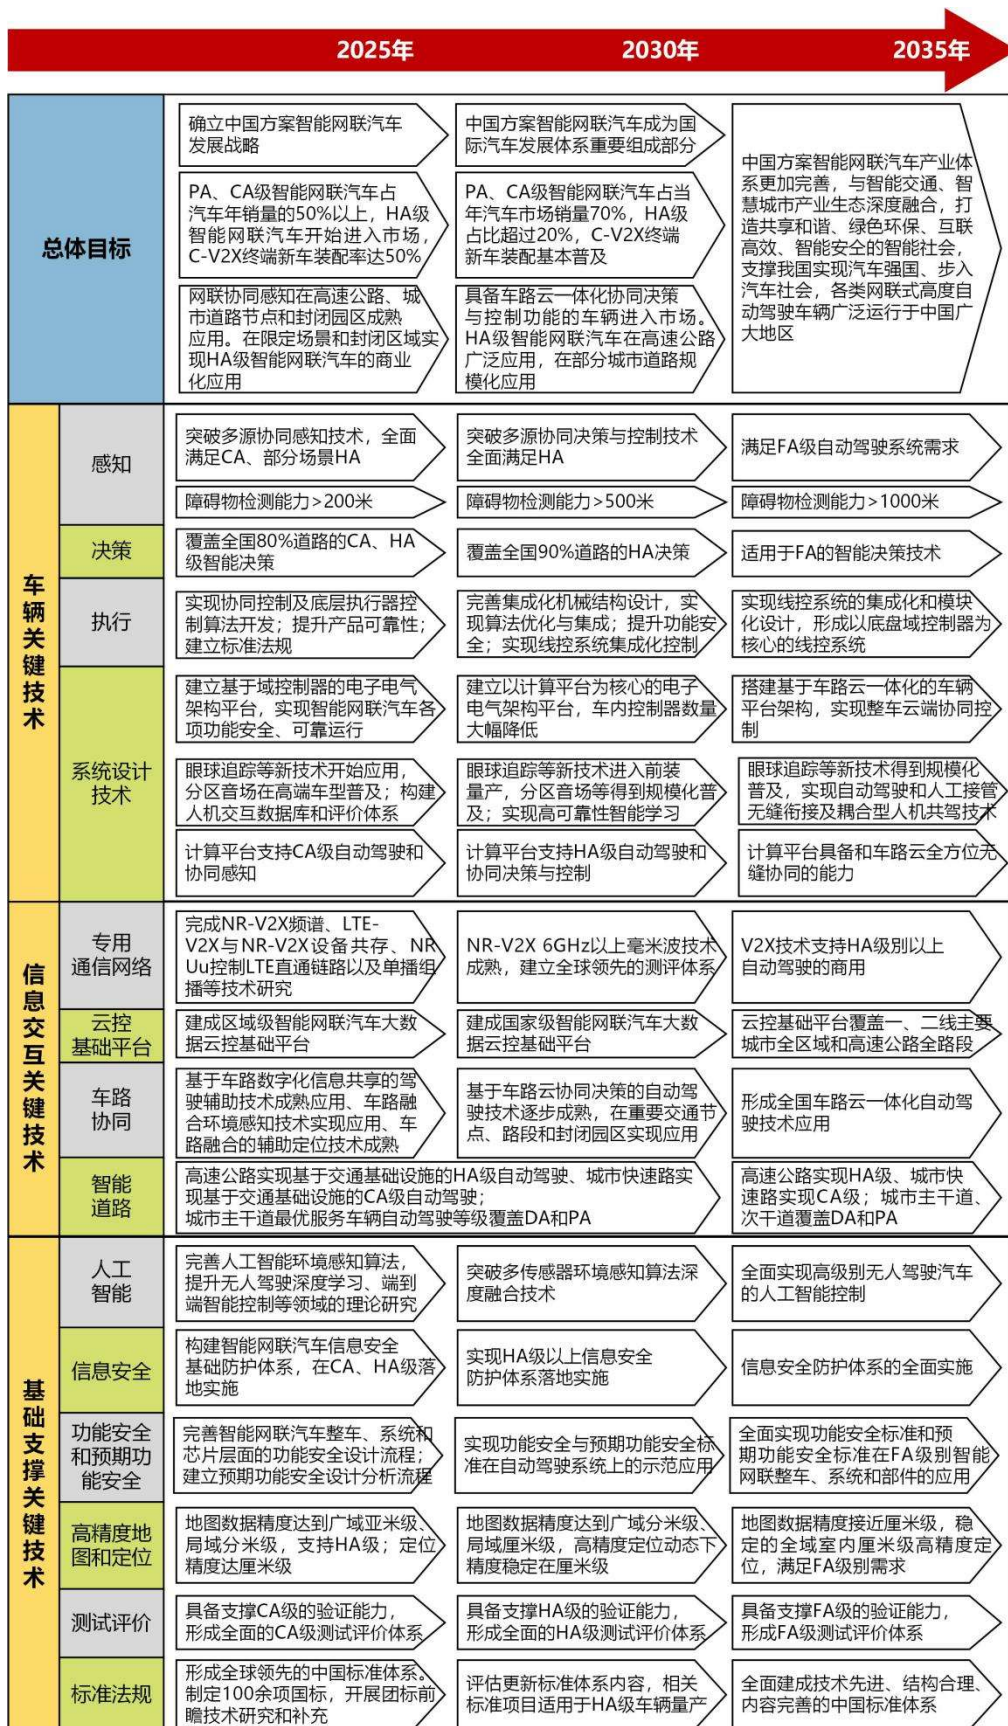 2025年
2030年
2035年
总体目标
确立中国方案智能网联汽车
发展战略
中国方案智能网联汽车成为国
际汽车发展体系重要组成部分
PA、CA级智能网联汽车占
汽车年销量的50%以上，HA级
智能网联汽车开始进入市场，
C-V2X终端新车装配率达50%
PA、CA级智能网联汽车占当
年汽车市场销量70%，HA级
占比超过20%，C-V2X终端
新车装配基本普及
网联协同感知在高速公路、城
市道路节点和封闭园区成熟
应用。在限定场景和封闭区域实
现HA级智能网联汽车的商业
化应用
具备车路云一体化协同决策
与控制功能的车辆进入市场。
HA级智能网联汽车在高速公路
广泛应用，在部分城市道路规
模化应用
中国方案智能网联汽车产业体
系更加完善，与智能交通、智
慧城市产业生态深度融合，打
造共享和谐、绿色环保、互联
高效、智能安全的智能社会，
支撑我国实现汽车强国、步入
汽车社会，各类网联式高度自
动驾驶车辆广泛运行于中国广
大地区
车辆关键技术
感知
突破多源协同感知技术，全面
满足CA、部分场景HA
突破多源协同决策与控制技术
全面满足HA
满足FA级自动驾驶系统需求
障碍物检测能力>200米
障碍物检测能力>500米
障碍物检测能力>1000米
决策
覆盖全国80%道路的CA、HA
级智能决策
覆盖全国90%道路的HA决策
适用于FA的智能决策技术
执行
实现协同控制及底层执行器控
制算法开发；提升产品可靠性；
建立标准法规
完善集成化机械结构设计，实
现算法优化与集成；提升功能安
全；实现线控系统集成化控制
实现线控系统的集成化和模块
化设计，形成以底盘域控制器为
核心的线控系统
系统设计
技术
建立基于域控制器的电子电气
架构平台，实现智能网联汽车各
项功能安全、可靠运行
建立以计算平台为核心的电子
电气架构平台，车内控制器数量
大幅降低
搭建基于车路云一体化的车辆
平台架构，实现整车云端协同控
制
眼球追踪等新技术开始应用，
分区音场在高端车型普及；构建
人机交互数据库和评价体系
眼球追踪等新技术进入前装
量产，分区音场等得到规模化普
及；实现高可靠性智能学习
眼球追踪等新技术得到规模化
普及，实现自动驾驶和人工接管
无缝衔接及耦合型人机共驾技术
计算平台支持CA级自动驾驶和
协同感知
计算平台支持HA级自动驾驶和
协同决策与控制
计算平台具备和车路云全方位无
缝协同的能力
信息交互关键技术
专用
通信网络
完成NR-V2X频谱、LTE-
V2X与NR-V2X设备共存、NR
Uu控制LTE直通链路以及单播组
播等技术研究
NR-V2X 6GHz以上毫米波技术
成熟，建立全球领先的测评体系
V2X技术支持HA级别以上
自动驾驶的商用
云控
基础平台
建成区域级智能网联汽车大数
据云控基础平台
建成国家级智能网联汽车大数
据云控基础平台
云控基础平台覆盖一、二线主要
城市全区域和高速公路全路段
车路
协同
基于车路数字化信息共享的驾
驶辅助技术成熟应用、车路融
合环境感知技术实现应用、车
路融合的辅助定位技术成熟
基于车路云协同决策的自动驾
驶技术逐步成熟，在重要交通节
点、路段和封闭园区实现应用
形成全国车路云一体化自动驾
驶技术应用
智能
道路
高速公路实现基于交通基础设施的HA级自动驾驶、城市快速路实
现基于交通基础设施的CA级自动驾驶；
城市主干道最优服务车辆自动驾驶等级覆盖DA和PA
高速公路实现HA级、城市快
速路实现CA级；城市主干道、
次干道覆盖DA和PA
基础支撑关键技术
人工
智能
完善人工智能环境感知算法，
提升无人驾驶深度学习、端到
端智能控制等领域的理论研究
突破多传感器环境感知算法深
度融合技术
全面实现高级别无人驾驶汽车
的人工智能控制
信息安全
构建智能网联汽车信息安全
基础防护体系，在CA、HA级落
地实施
实现HA级以上信息安全
防护体系落地实施
信息安全防护体系的全面实施
功能安全
和预期功
能安全
完善智能网联汽车整车、系统和
芯片层面的功能安全设计流程；
建立预期功能安全设计分析流程
实现功能安全与预期功能安全标
准在自动驾驶系统上的示范应用
全面实现功能安全标准和预
期功能安全标准在FA级别智能
网联整车、系统和部件的应用
高精度地
图和定位
地图数据精度达到广域亚米级、
局域分米级，支持HA级；定位
精度达厘米级
地图数据精度达到广域分米级、
局域厘米级，高精度定位动态下
精度稳定在厘米级
地图数据精度接近厘米级，稳
定的全域室内厘米级高精度定
位，满足FA级别需求
测试评价
具备支撑CA级的验证能力，
形成全面的CA级测试评价体系
具备支撑HA级的验证能力，
形成全面的HA级测试评价体系
具备支撑FA级的验证能力，
形成FA级测试评价体系
标准法规
形成全球领先的中国标准体系。
制定100余项国标，开展团标前
瞻技术研究和补充
评估更新标准体系内容，相关
标准项目适用于HA级车辆量产
全面建成技术先进、结构合理、
内容完善的中国标准体系